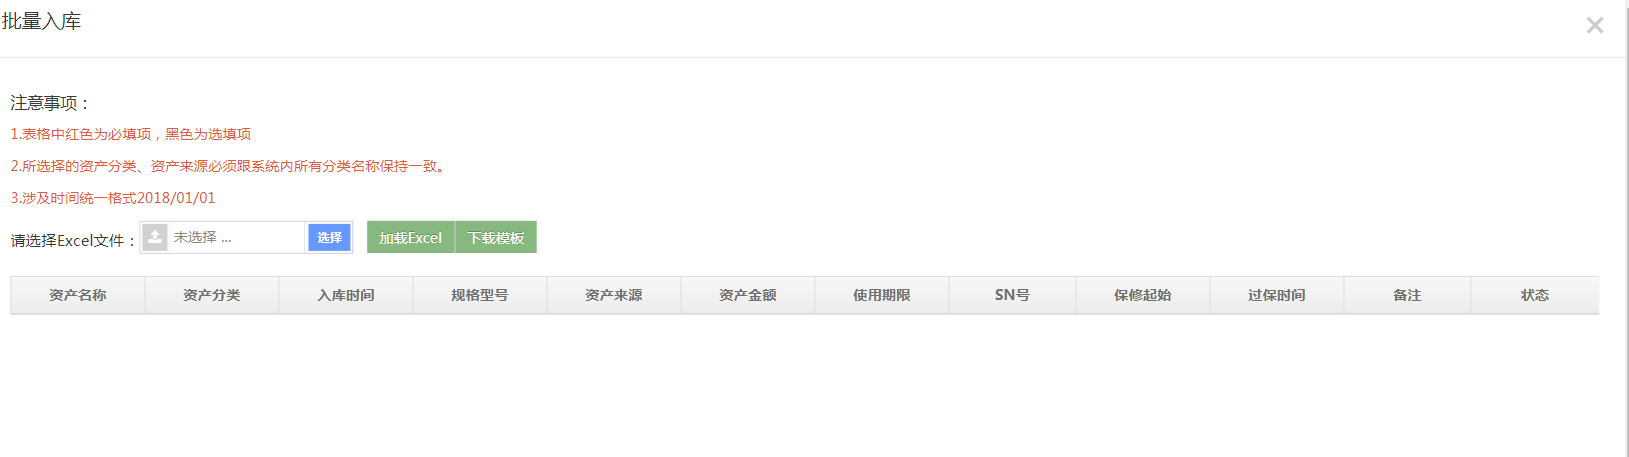 批量入库
注意事项：
1.表格中红色为必填项，黑色为选填项
2.所选择的资产分类、资产来源必须跟系统内所有分类名称保持一致。
3.涉及时间统一格式2018/01/01
请选择Excel文件： 未选择 ... 选择 加载Excel 下载模板
资产名称 资产分类 入库时间 规格型号 资产来源 资产金额 使用期限 SN号 保修起始 过保时间 备注 状态